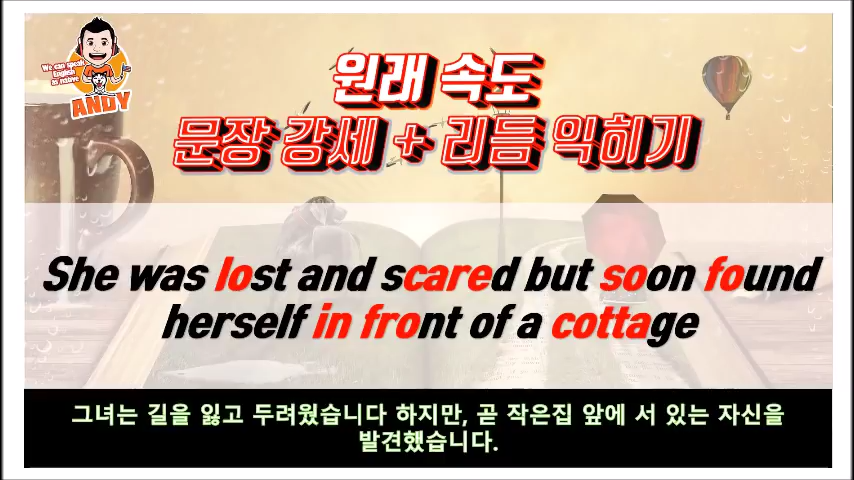 We can speak
English
as native
ANDY
원래 속도
문장 강세 + 리듬 익히기
She was lost and scared but soon found
herself in front of a cottage
그녀는 길을 잃고 두려웠습니다 하지만, 곧 작은집 앞에 서 있는 자신을
발견했습니다.